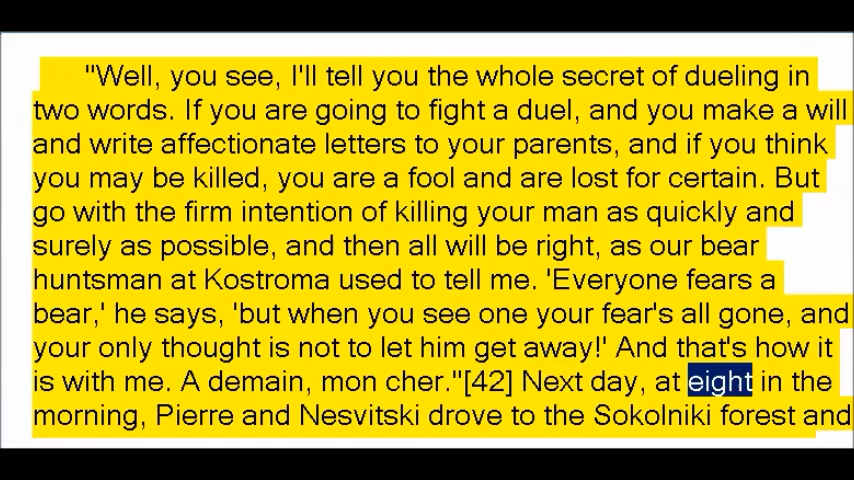 "Well, you see, I'll tell you the whole secret of dueling in
two words. If you are going to fight a duel, and you make a will
and write affectionate letters to your parents, and if you think
you may be killed, you are a fool and are lost for certain. But
go with the firm intention of killing your man as quickly and
surely as possible, and then all will be right, as our bear
huntsman at Kostroma used to tell me. 'Everyone fears a
bear,' he says, 'but when you see one your fear's all gone, and
your only thought is not to let him get away!' And that's how it
is with me. A demain, mon cher."[42] Next day, at eight in the
morning, Pierre and Nesvitski drove to the Sokolniki forest and